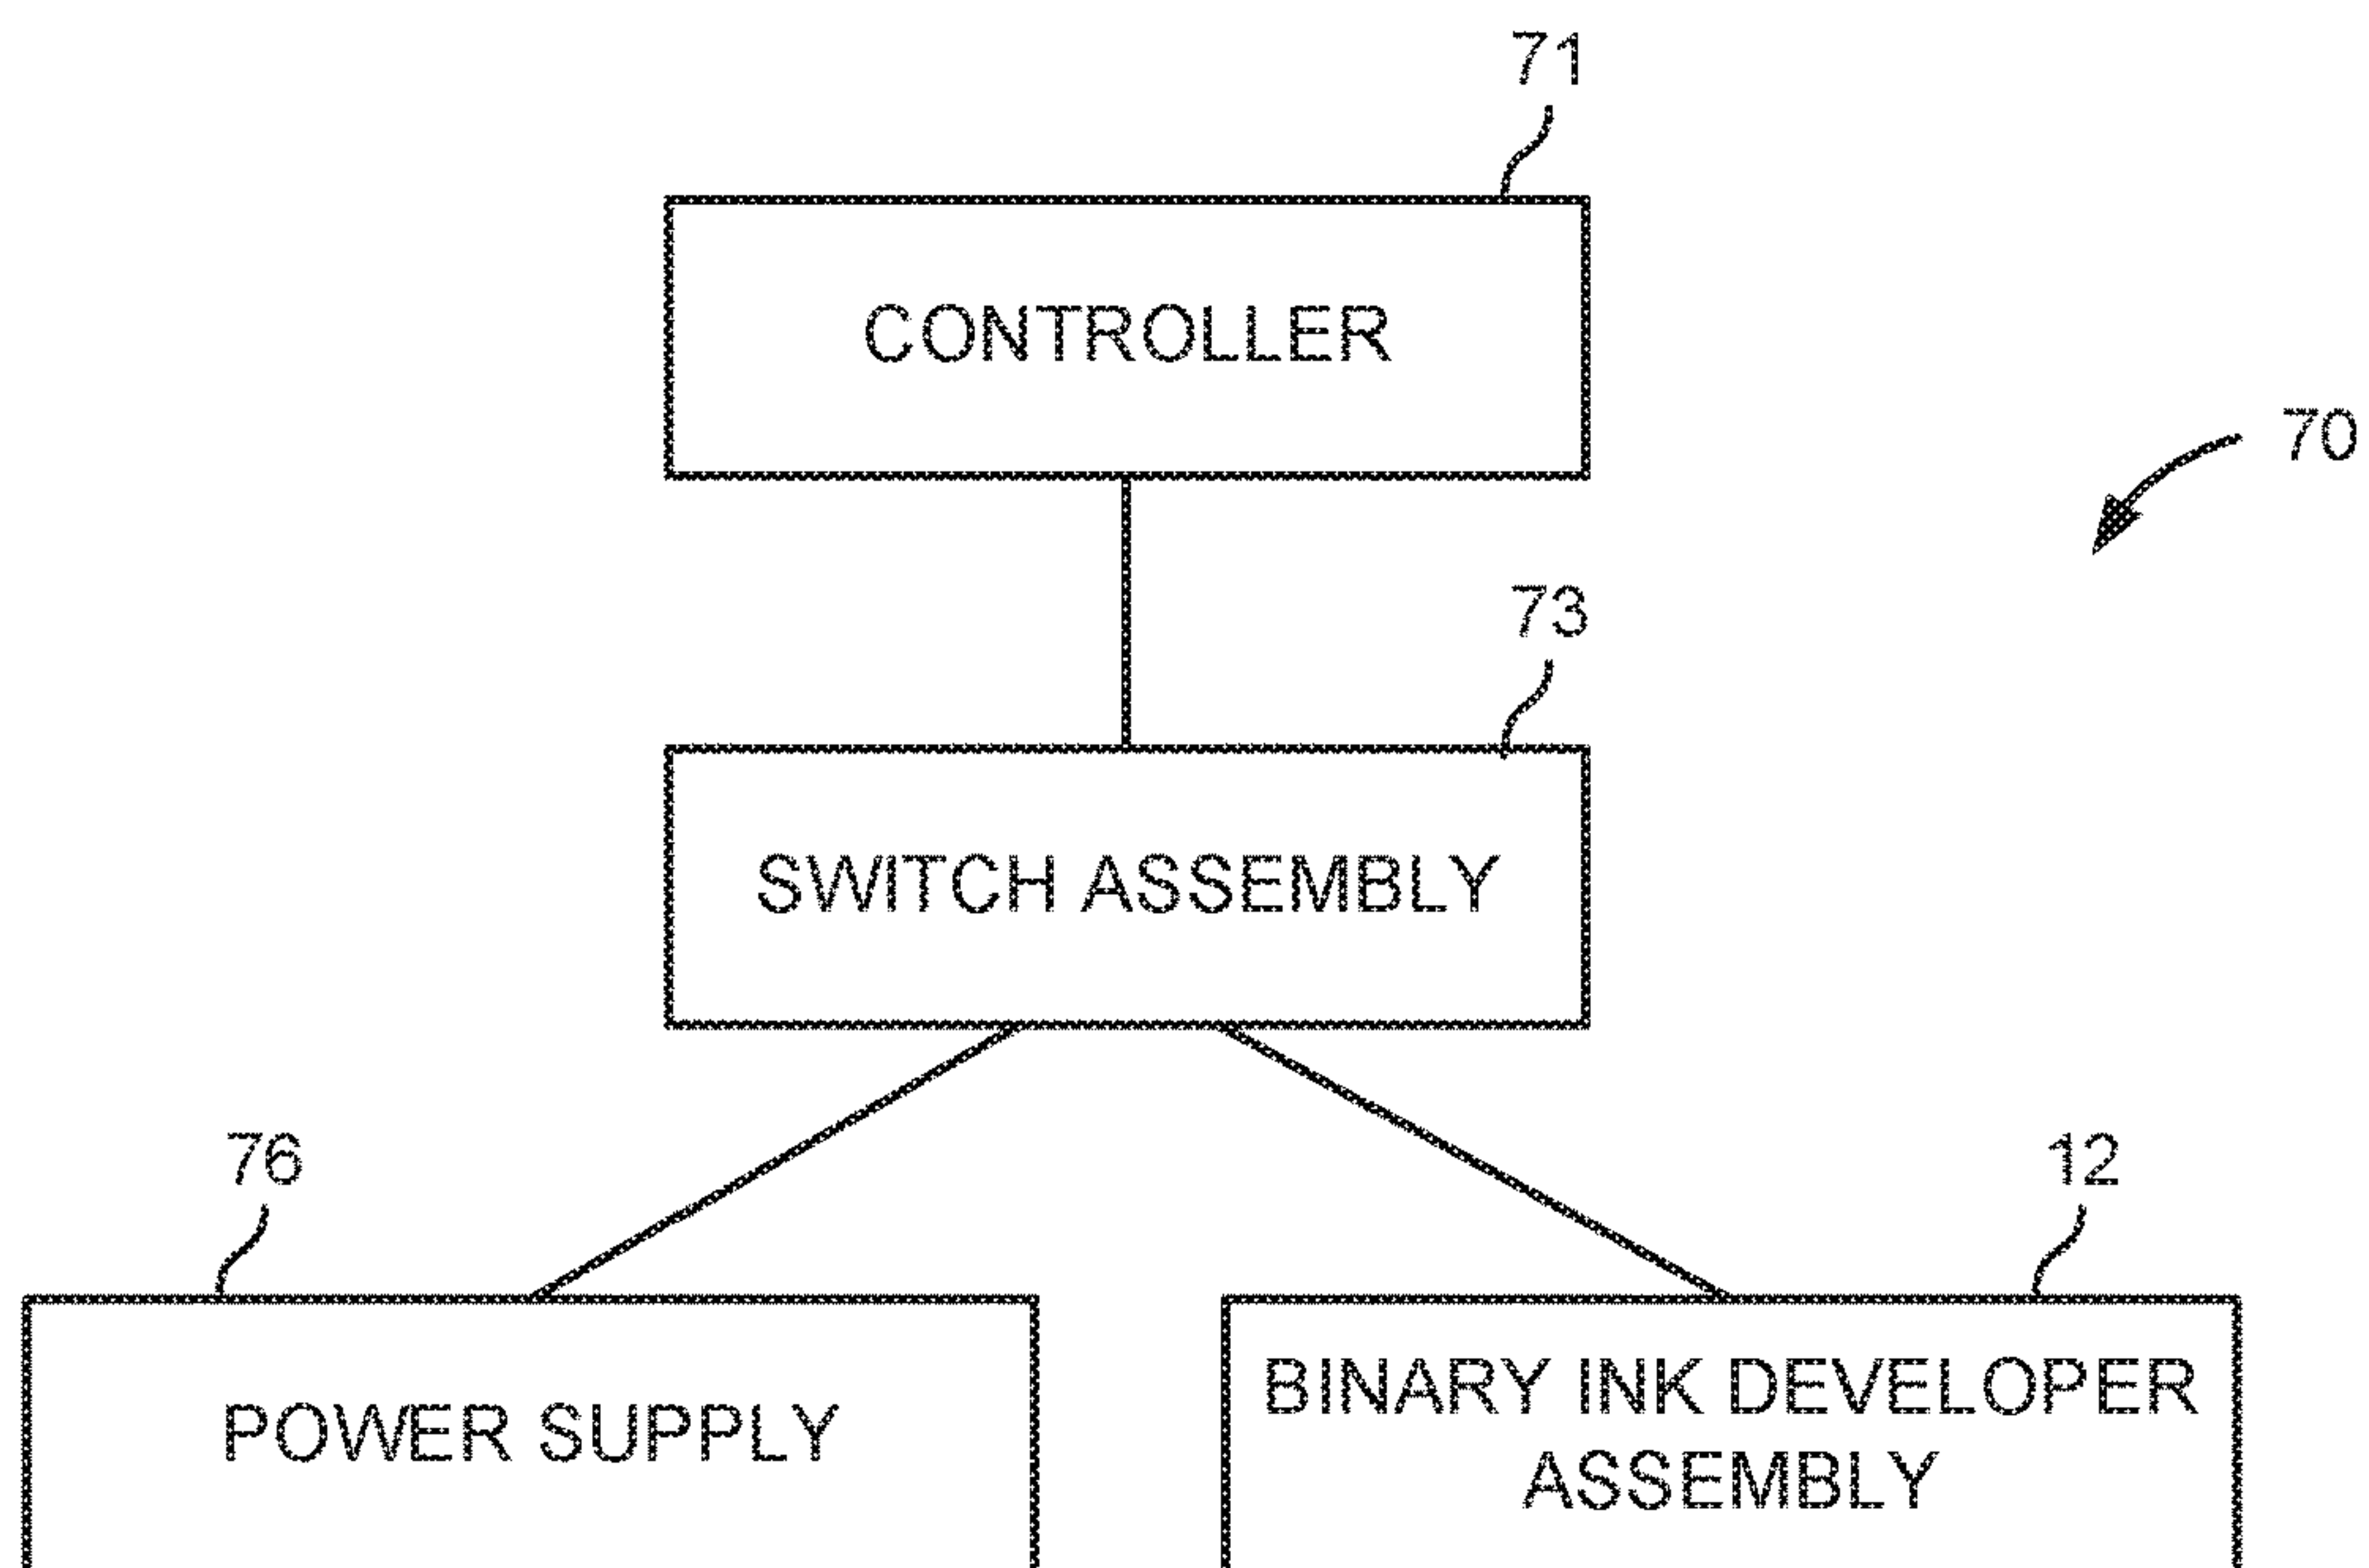 71
CONTROLLER
70
73
SWITCH ASSEMBLY
76
12
POWER SUPPLY
BINARY INK DEVELOPER
ASSEMBLY